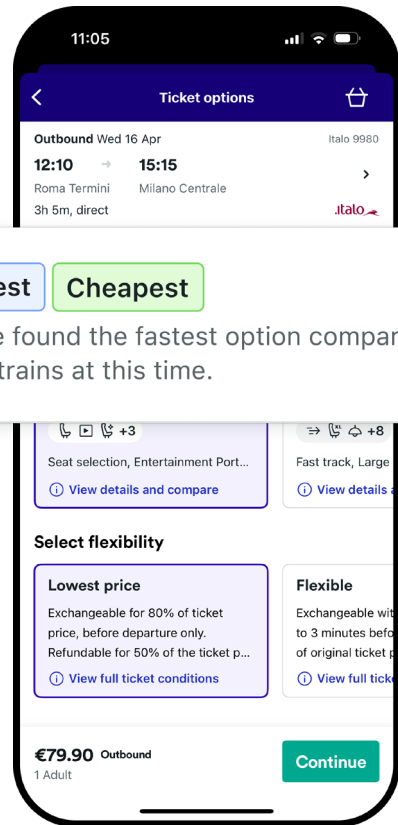 11:05
Ticket options
Outbound Wed 16 Apr
Italo 9980
12:10 → 15:15
Roma Termini Milano Centrale
3h 5m, direct
.italo
est Cheapest
e found the fastest option compar
trains at this time.
+3
+8
Seat selection, Entertainment Port...
Fast track, Large
View details and compare
View details
Select flexibility
Lowest price
Exchangeable for 80% of ticket
price, before departure only.
Refundable for 50% of the ticket p...
View full ticket conditions
Flexible
Exchangeable wit
to 3 minutes befo
of original ticket p
View full ticke
€79.90 Outbound
1 Adult
Continue